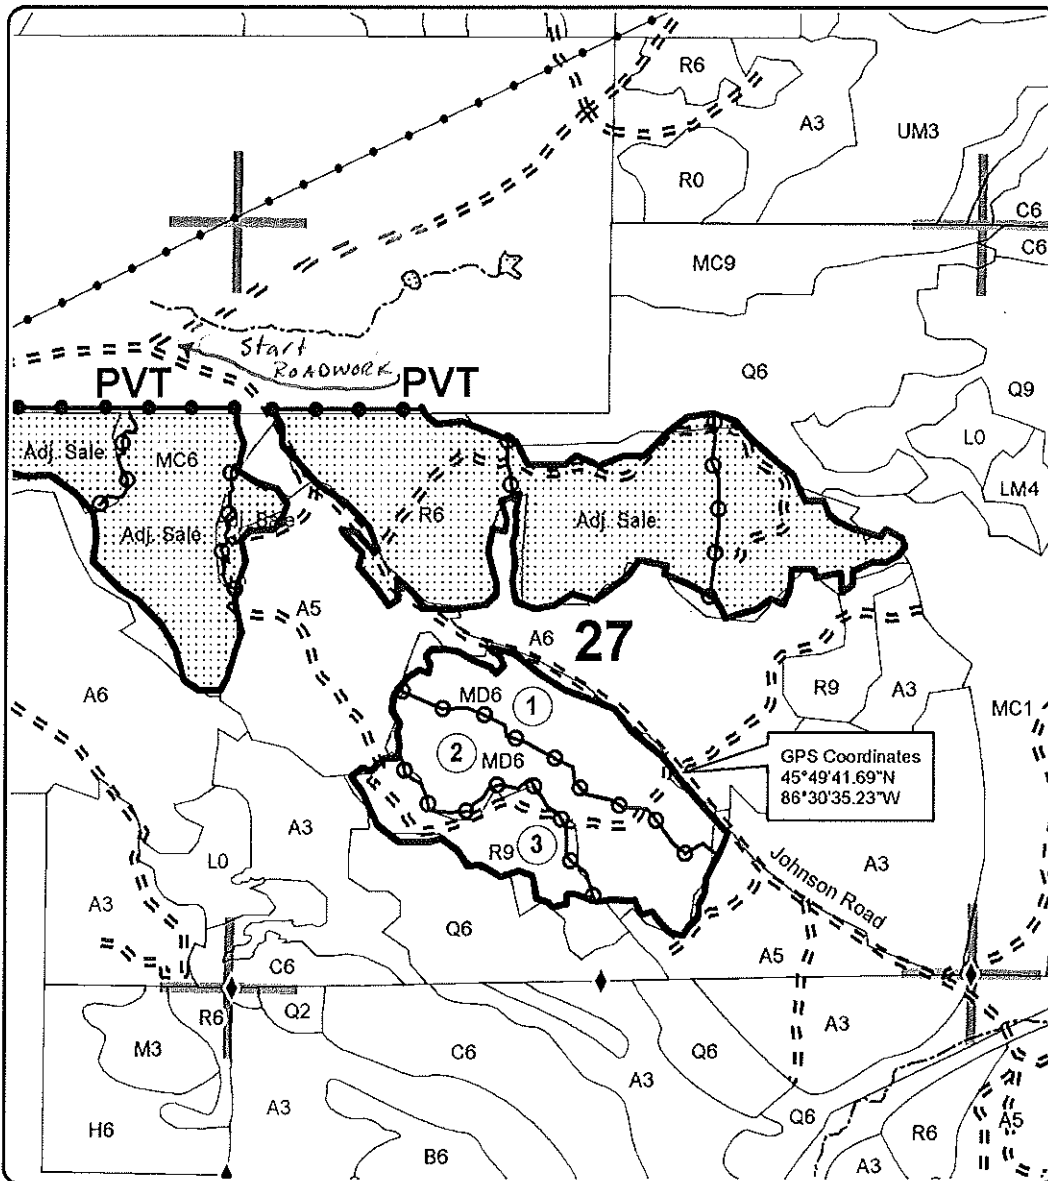 R6
A3
UM3
R0
C6
MC9
C6
Start
ROADWORK
PVT
PVT
Q6
Q9
Adj. Sale
MC6
L0
LM4
Adj. Sale
Adj. Sale
R6
Adj. Sale
A5
A6
27
A6
R9
A3
MC1
MD6
1
2
MD6
GPS Coordinates
45°49'41.69"N
86°30'35.23"W
A3
L0
R9
3
A3
Johnson Road
A3
Q6
A5
C6
R6
Q2
M3
C6
Q6
A3
A3
A3
Q6
H6
B6
R6
A5
A3